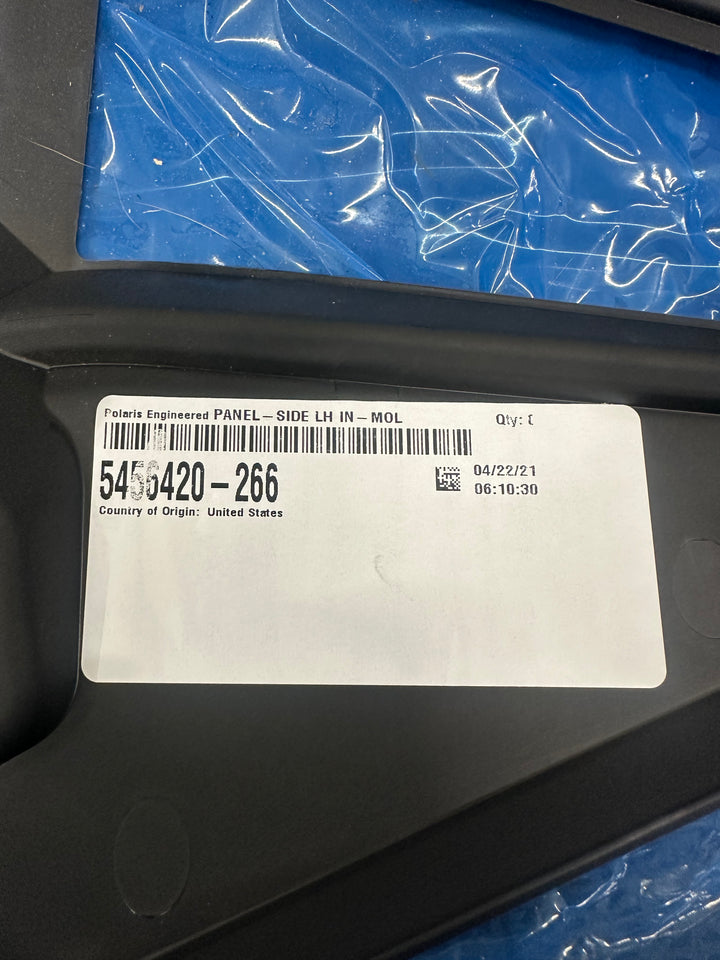 Polaris Engineered PANEL-SIDE LH IN-MOL
Qty:
5456420-266
04/22/21
06:10:30
Country of Origin: United States